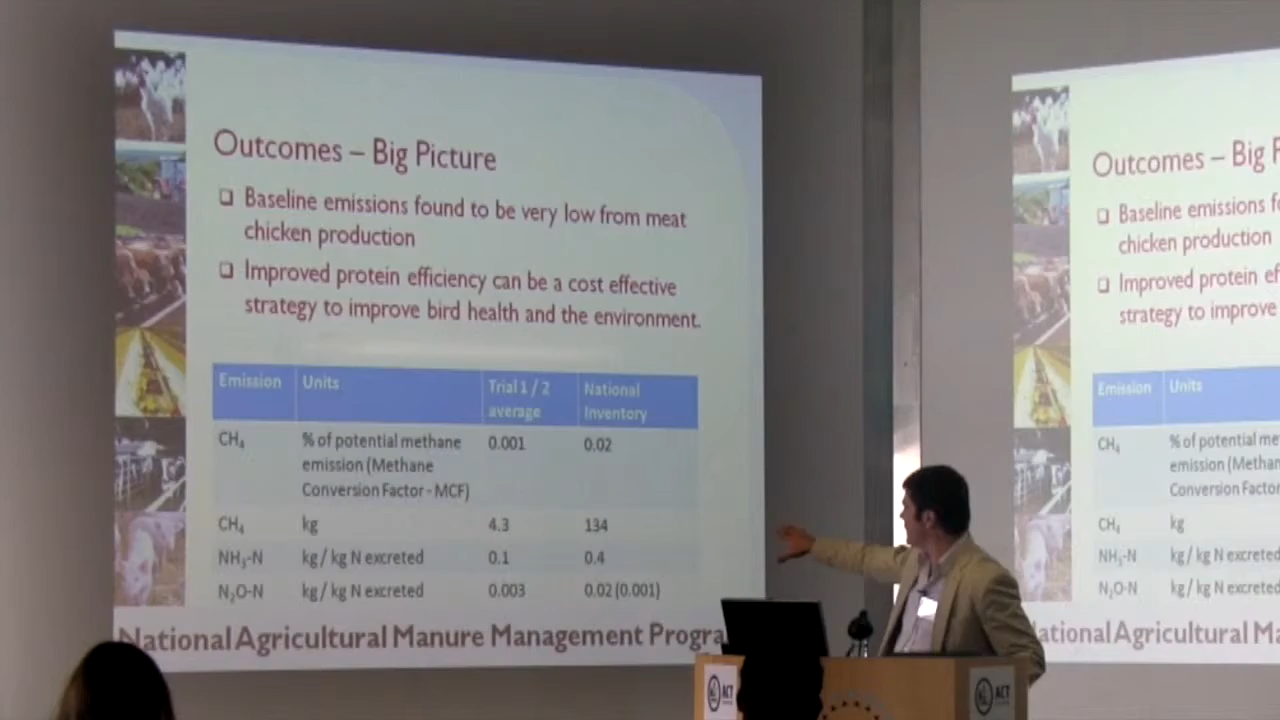 Outcomes – Big Picture
❑ Baseline emissions found to be very low from meat
chicken production
❑ Improved protein efficiency can be a cost effective
strategy to improve bird health and the environment.
Emission Units Trial 1 / 2 average National Inventory
CH₄ % of potential methane 0.001 0.02
emission (Methane
Conversion Factor - MCF)
CH₄ kg 4.3 134
NH₃-N kg / kg N excreted 0.1 0.4
N₂O-N kg / kg N excreted 0.003 0.02 (0.001)
National Agricultural Manure Management Progra
Outcomes – Big
❑ Baseline emissions
chicken production
❑ Improved protein
strategy to improve
Emission Units
CH₄ % of potential
emission
Conversion Factor
CH₄ kg
NH₃-N kg / kg N excreted
N₂O-N kg / kg N excreted
ational Agricultural
ACT
ACT